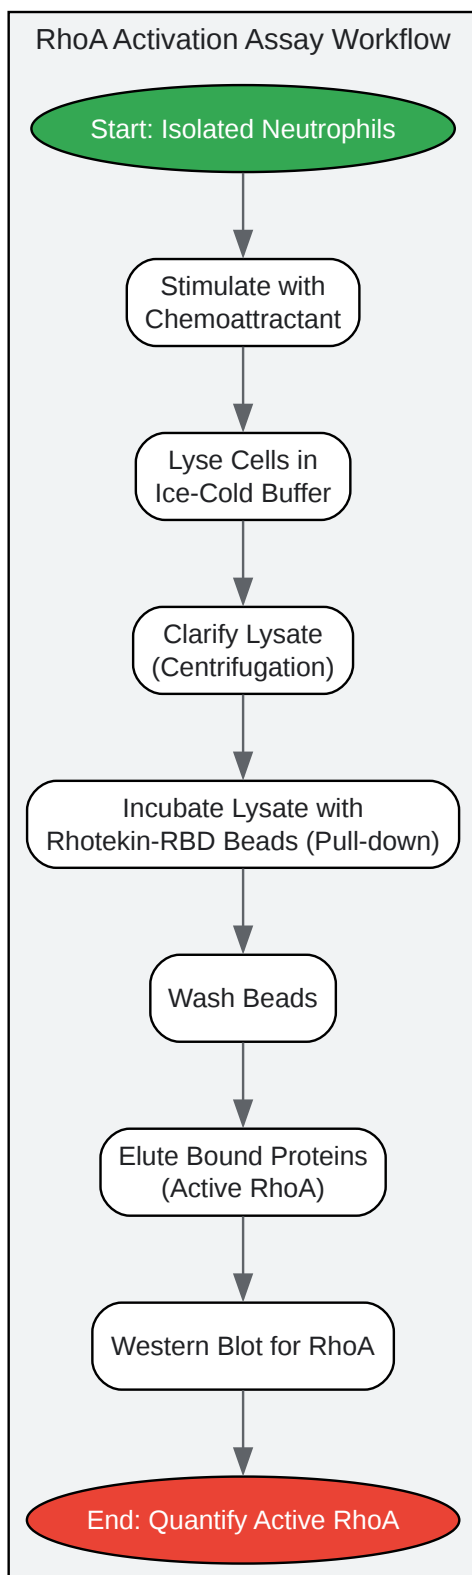 RhoA Activation Assay Workflow
Start: Isolated Neutrophils
Stimulate with
Chemoattractant
Lyse Cells in
Ice-Cold Buffer
Clarify Lysate
(Centrifugation)
Incubate Lysate with
Rhotekin-RBD Beads (Pull-down)
Wash Beads
Elute Bound Proteins
(Active RhoA)
Western Blot for RhoA
End: Quantify Active RhoA